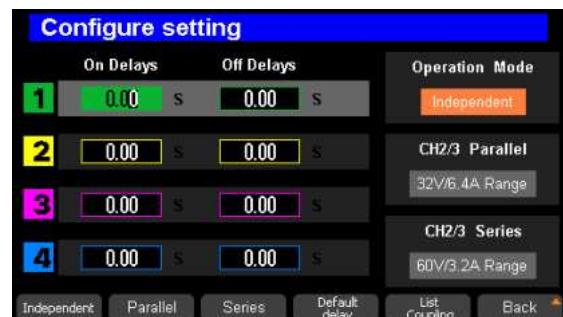 Configure setting
On Delays Off Delays Operation Mode
1 0.00 S 0.00 S Independent
2 0.00 S 0.00 S CH2/3 Parallel
32V/6.4A Range
3 0.00 S 0.00 S
CH2/3 Series
4 0.00 S 0.00 S 60V/3.2A Range
Independent Parallel Series Default delay List Coupling Back